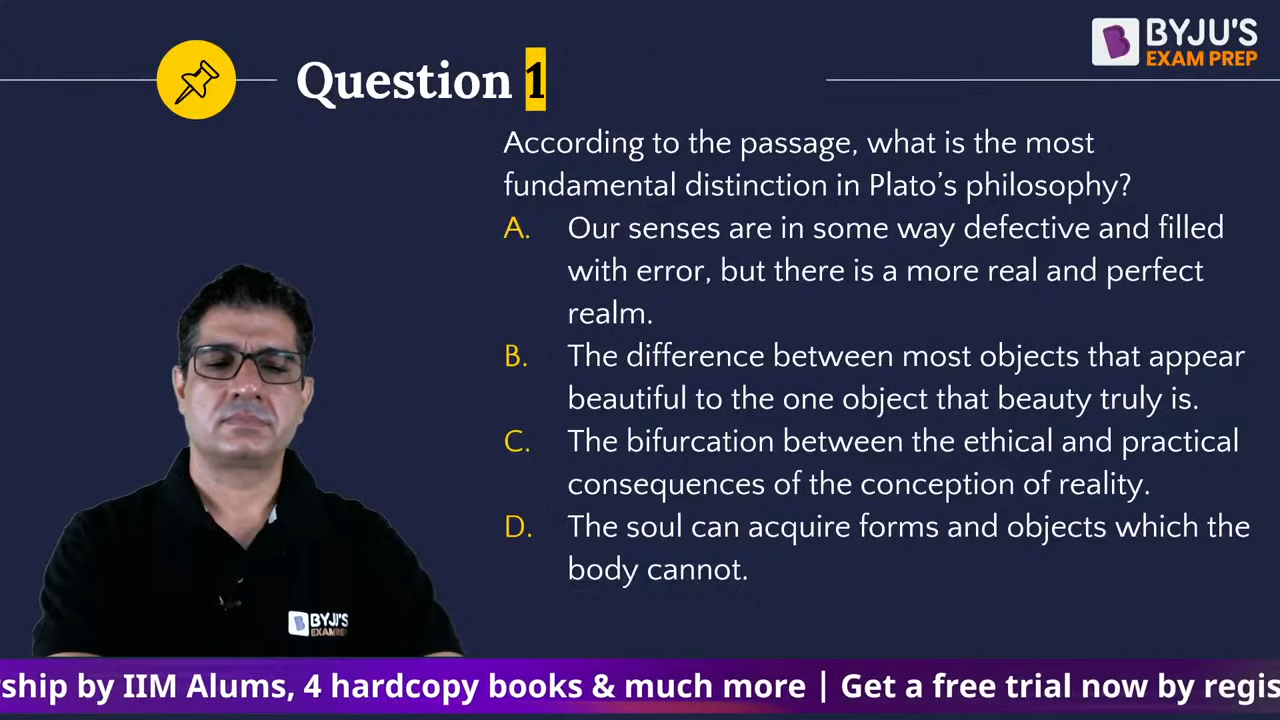 BYJU'S
EXAM PREP
Question 1
According to the passage, what is the most
fundamental distinction in Plato's philosophy?
A. Our senses are in some way defective and filled
with error, but there is a more real and perfect
realm.
B. The difference between most objects that appear
beautiful to the one object that beauty truly is.
C. The bifurcation between the ethical and practical
consequences of the conception of reality.
D. The soul can acquire forms and objects which the
body cannot.
BYJU'S
EXAM PREP
rship by IIM Alums, 4 hardcopy books & much more | Get a free trial now by regis